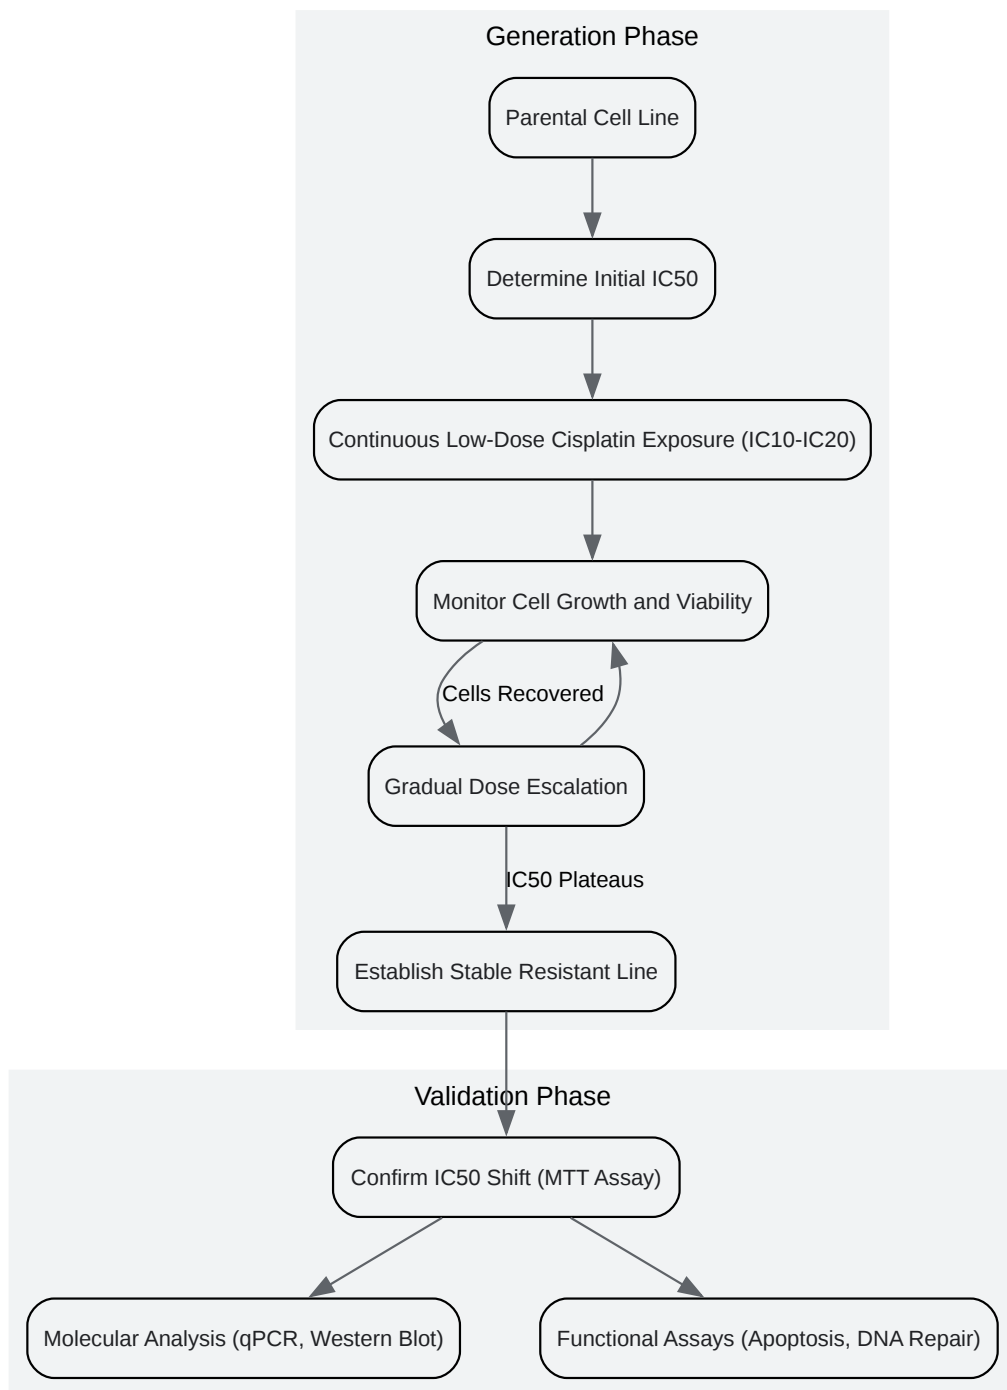 Generation Phase
Parental Cell Line
Determine Initial IC50
Continuous Low-Dose Cisplatin Exposure (IC10-IC20)
Monitor Cell Growth and Viability
Cells Recovered
Gradual Dose Escalation
IC50 Plateaus
Establish Stable Resistant Line
Validation Phase
Confirm IC50 Shift (MTT Assay)
Molecular Analysis (qPCR, Western Blot)
Functional Assays (Apoptosis, DNA Repair)